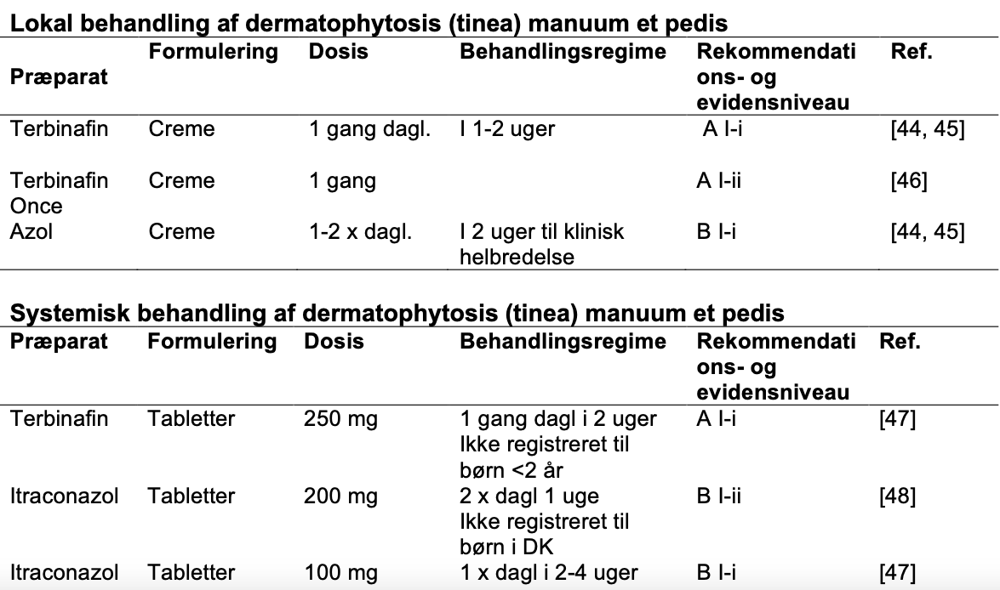 Lokal behandling af dermatophytosis (tinea) manuum et pedis
Formulering Dosis Behandlingsregime Rekommendati Ref.
Præparat ons- og
evidensniveau
Terbinafin Creme 1 gang dagl. I 1-2 uger A I-i [44, 45]
Terbinafin Creme 1 gang A I-ii [46]
Once
Azol Creme 1-2 x dagl. I 2 uger til klinisk B I-i [44, 45]
helbredelse
Systemisk behandling af dermatophytosis (tinea) manuum et pedis
Præparat Formulering Dosis Behandlingsregime Rekommendati Ref.
ons- og
evidensniveau
Terbinafin Tabletter 250 mg 1 gang dagl i 2 uger A I-i [47]
Ikke registreret til
børn <2 år
Itraconazol Tabletter 200 mg 2 x dagl 1 uge B I-ii [48]
Ikke registreret til
børn i DK
Itraconazol Tabletter 100 mg 1 x dagl i 2-4 uger B I-i [47]